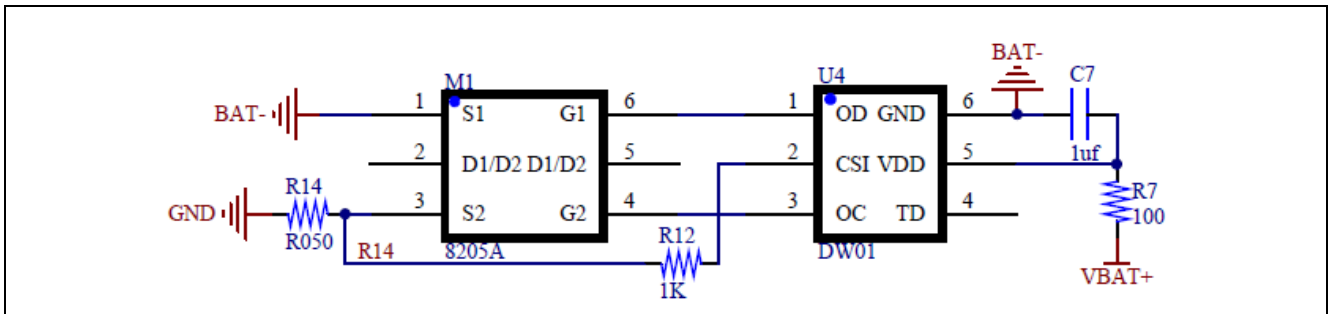 BAT-
M1
U4
C7
1 S1 G1 6
1 OD GND 6
BAT-
1uf
2 D1/D2 D1/D2 5
2 CSI VDD 5
R14
R7
100
GND
3 S2 G2 4
3 OC TD 4
R050
R14
8205A
R12
DW01
1K
VBAT+